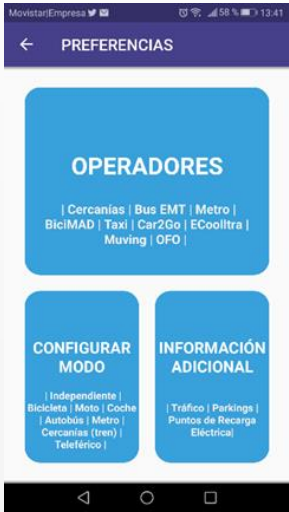 Movistar|Empresa 58 % 13:41
PREFERENCIAS
OPERADORES
| Cercanías | Bus EMT | Metro |
BiciMAD | Taxi | Car2Go | ECoolltra |
Muving | OFO |
CONFIGURAR
MODO
| Independiente |
Bicicleta | Moto | Coche
| Autobús | Metro |
Cercanías (tren) |
Teleférico |
INFORMACIÓN
ADICIONAL
| Tráfico | Parkings |
Puntos de Recarga
Eléctrica|